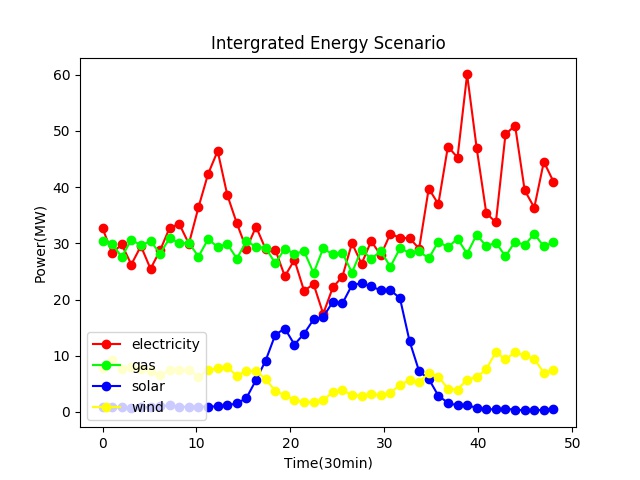 Intergrated Energy Scenario
Power(MW)
60
50
40
30
20
10
0
electricity
gas
solar
wind
0 10 20 30 40 50
Time(30min)